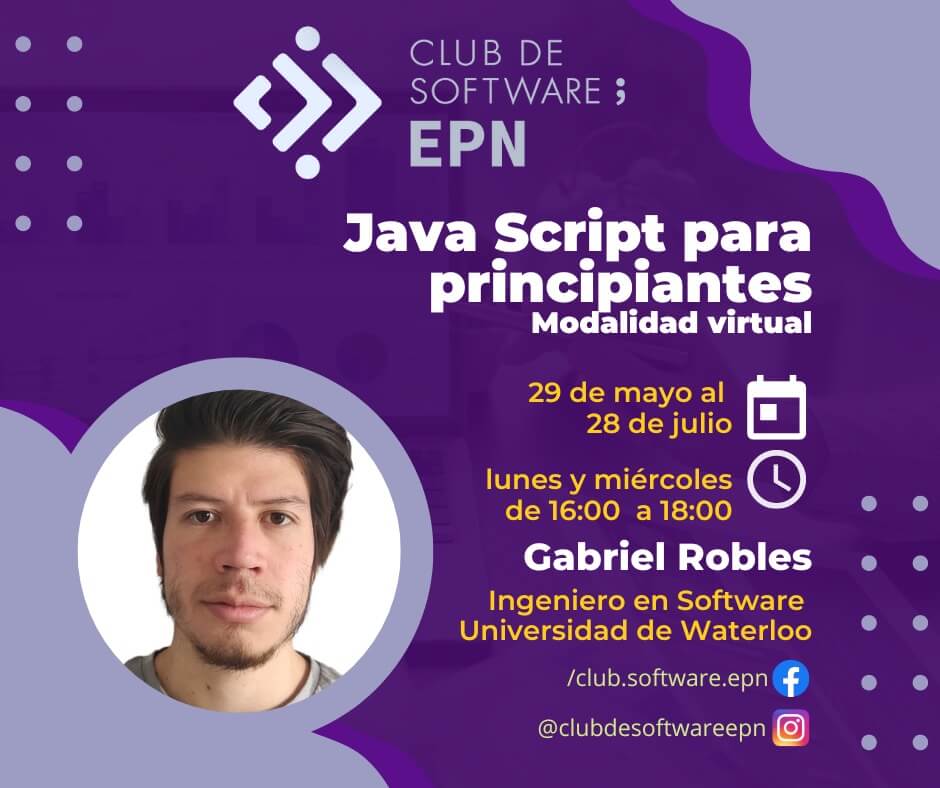 CLUB DE
SOFTWARE ;
EPN
Java Script para
principiantes
Modalidad virtual
29 de mayo al
28 de julio
lunes y miércoles
de 16:00 a 18:00
Gabriel Robles
Ingeniero en Software
Universidad de Waterloo
/club.software.epn
@clubdesoftwareepn